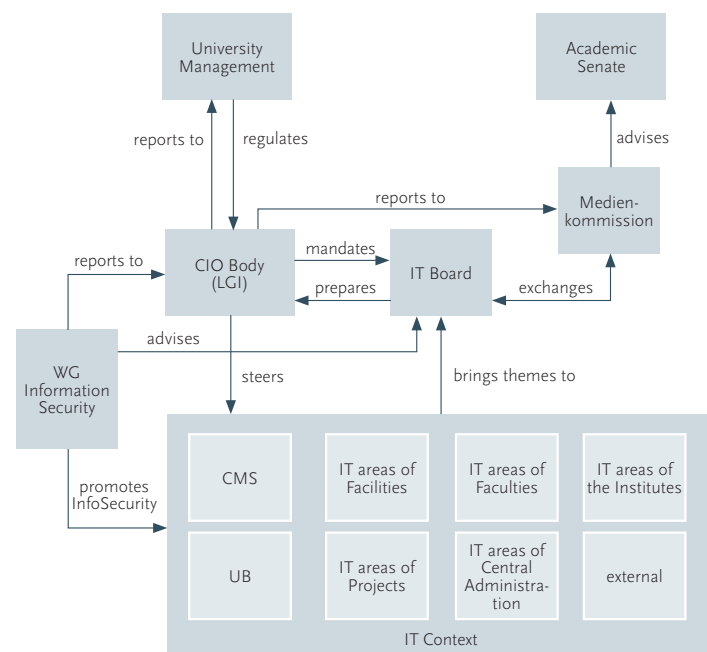 University
Management
Academic
Senate
reports to
regulates
advises
reports to
Medien-
kommission
reports to
CIO Body
(LGI)
mandates
prepares
IT Board
exchanges
advises
WG
Information
Security
steers
brings themes to
promotes
InfoSecurity
CMS
IT areas of
Facilities
IT areas of
Faculties
IT areas of
the Institutes
UB
IT areas of
Projects
IT areas of
Central
Administra-
tion
external
IT Context